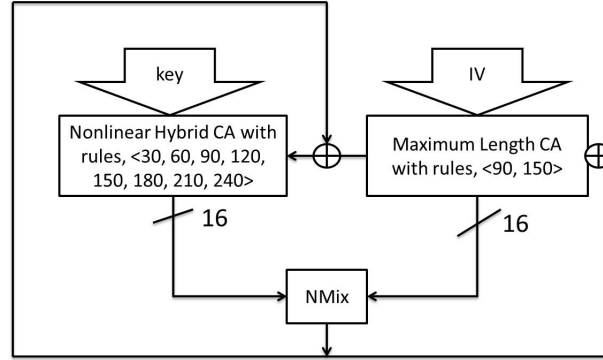 key
IV
Nonlinear Hybrid CA with
rules, <30, 60, 90, 120,
150, 180, 210, 240>
Maximum Length CA
with rules, <90, 150>
16
16
NMix